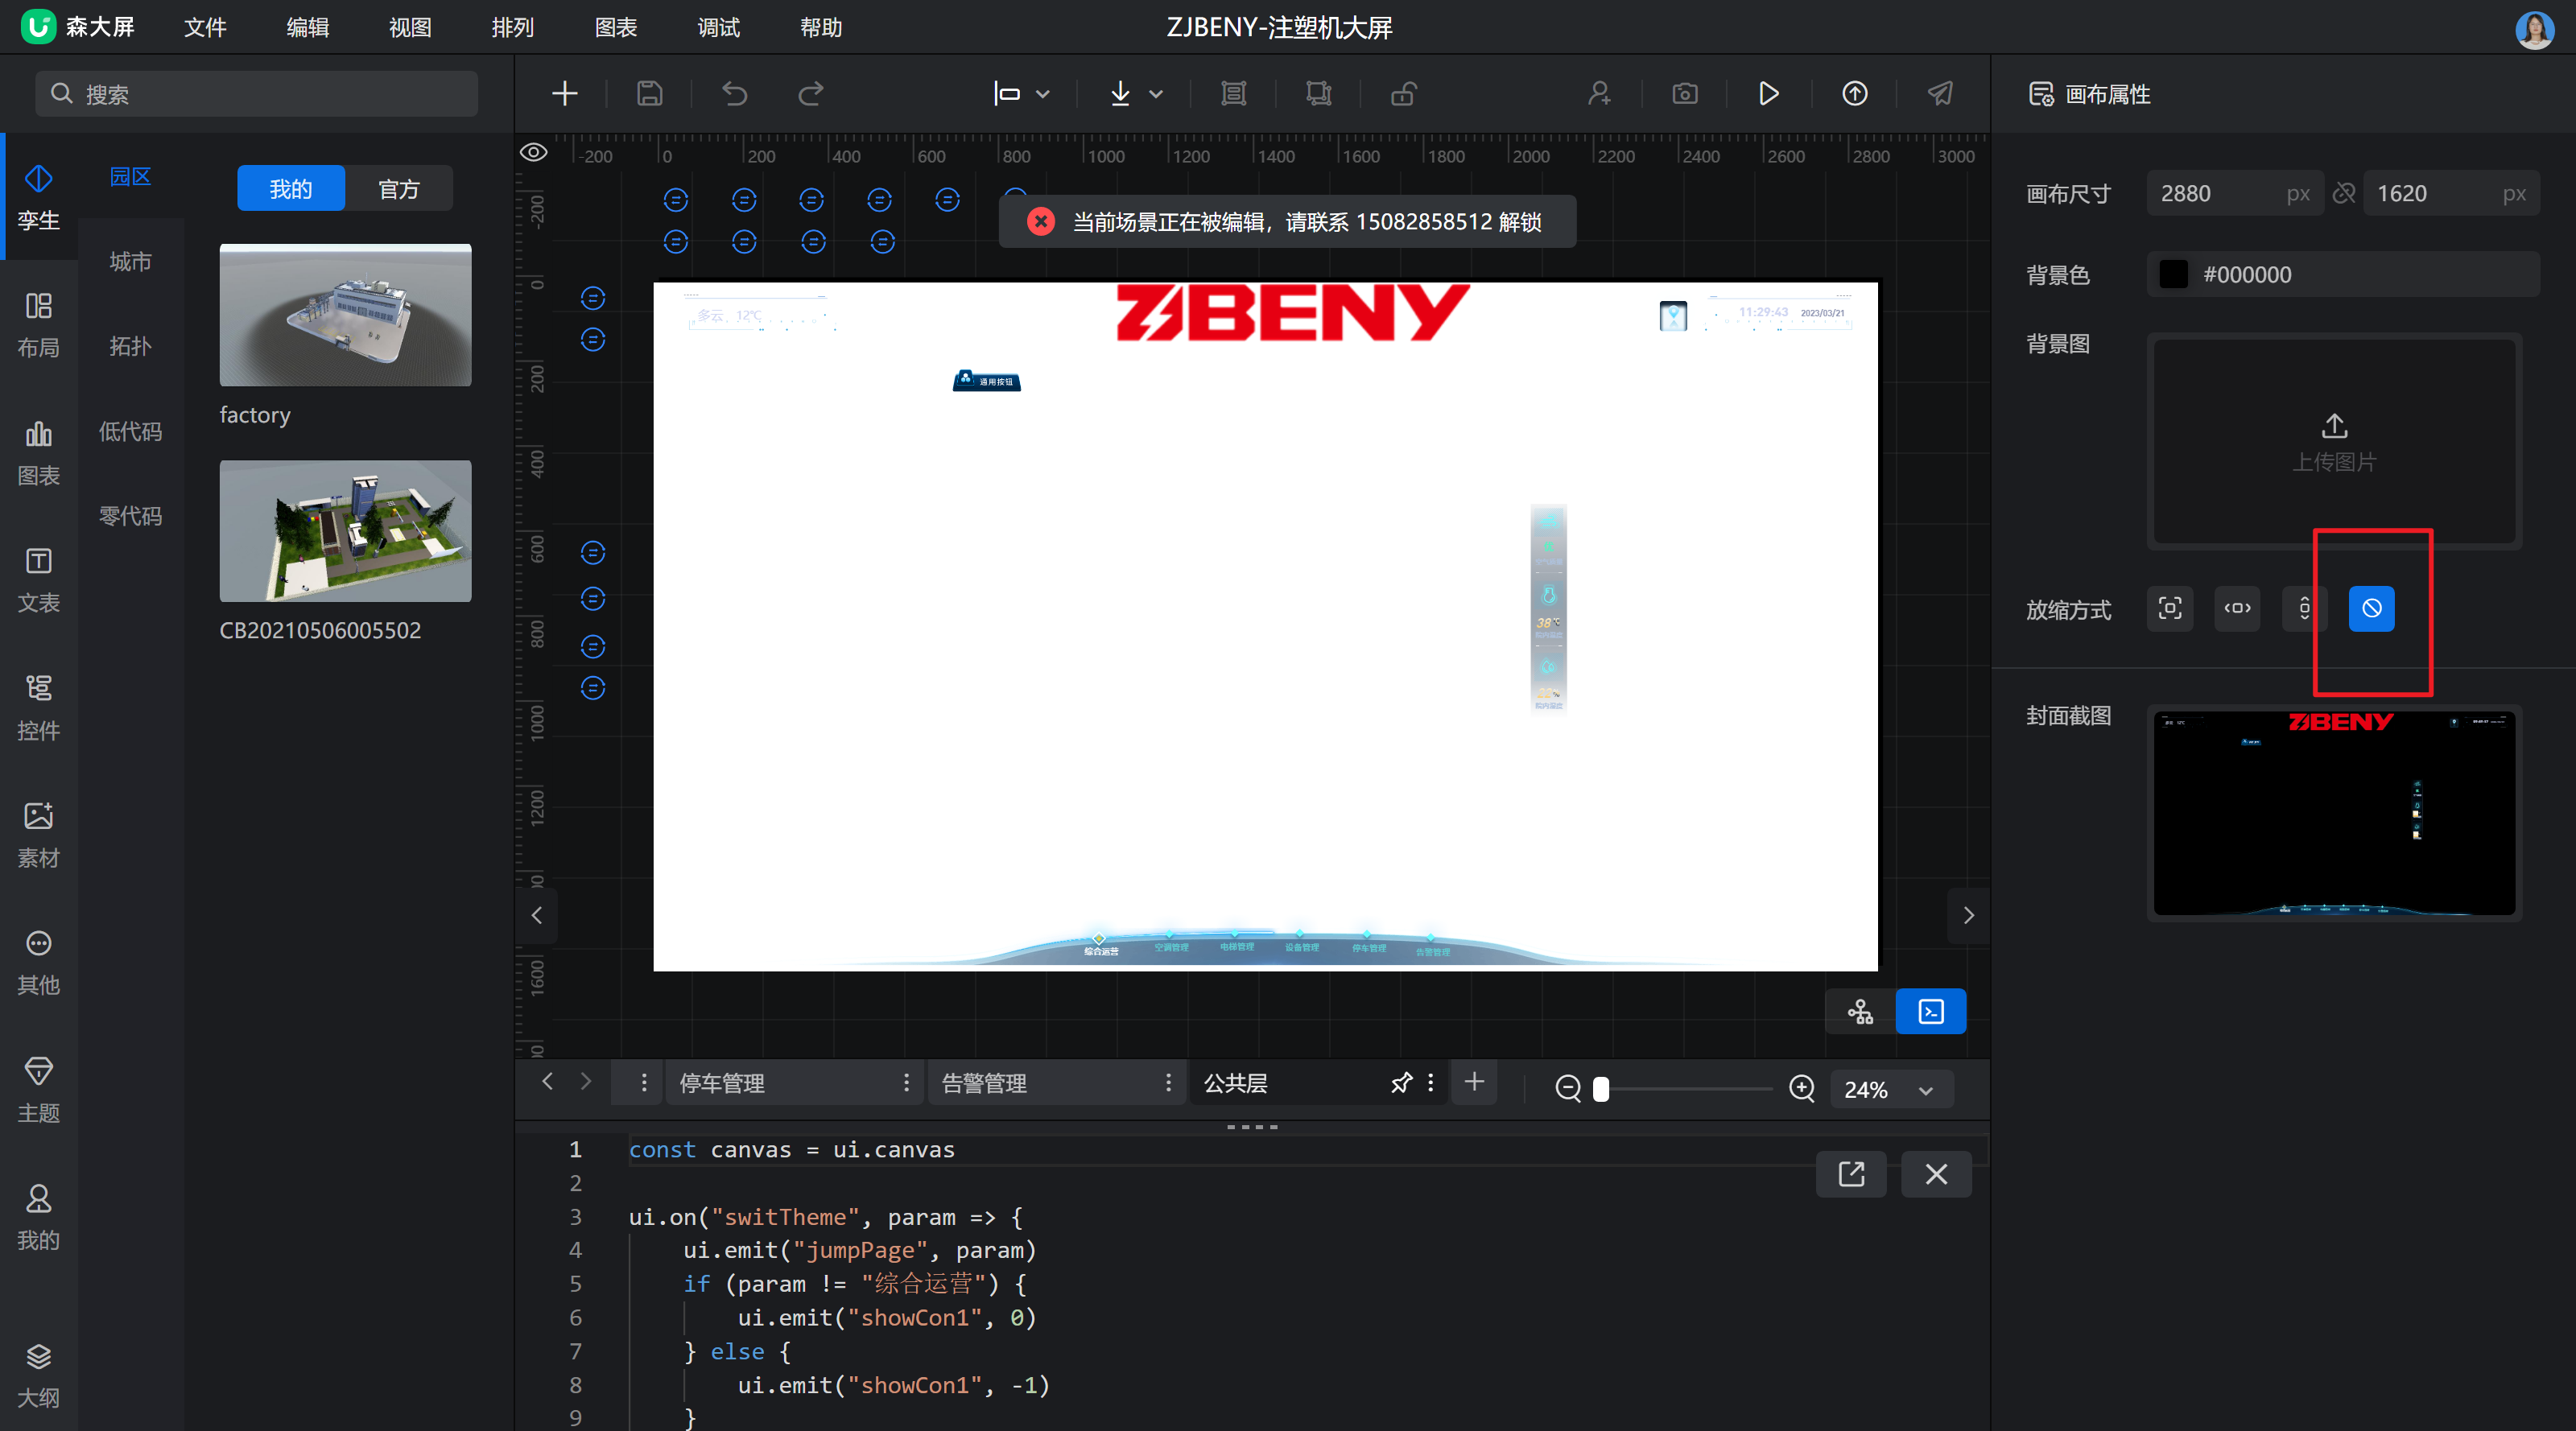 森大屏
文件
编辑
视图
排列
图表
调试
帮助
ZJBENY-注塑机大屏
搜索
画布属性
孪生
布局
图表
文表
控件
素材
其他
主题
我的
大纲
园区
城市
拓扑
低代码
零代码
我的
官方
factory
CB20210506005502
-200
0
200
400
600
800
1000
1200
1400
1600
1800
2000
2200
2400
2600
2800
3000
-200
0
200
400
600
800
1000
1200
1600
当前场景正在被编辑，请联系 15082858512 解锁
多云，12℃
ZJBENY
11:29:43
2023/03/21
通用按钮
38℃
综合运营
空调管理
电梯管理
设备管理
停车管理
告警管理
画布尺寸
2880
px
1620
px
背景色
#000000
背景图
上传图片
放缩方式
封面截图
ZJBENY
停车管理
告警管理
公共层
24%
1 const canvas = ui.canvas
2
3 ui.on("switTheme", param => {
4 ui.emit("jumpPage", param)
5 if (param != "综合运营") {
6 ui.emit("showCon1", 0)
7 } else {
8 ui.emit("showCon1", -1)
9 }